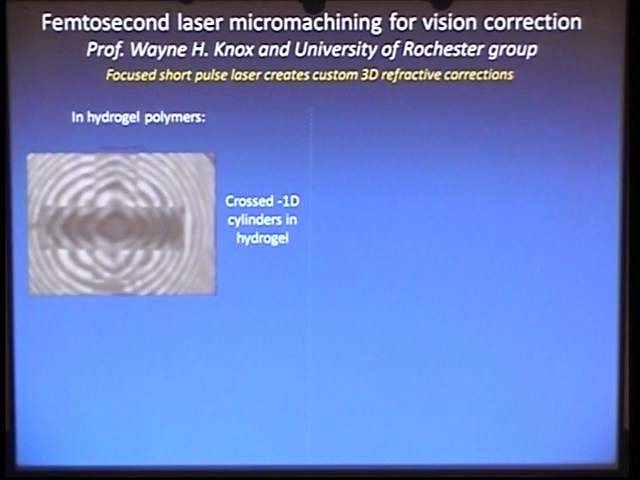 Femtosecond laser micromachining for vision correction
Prof. Wayne H. Knox and University of Rochester group
Focused short pulse laser creates custom 3D refractive corrections
In hydrogel polymers:
Crossed -1D
cylinders in
hydrogel